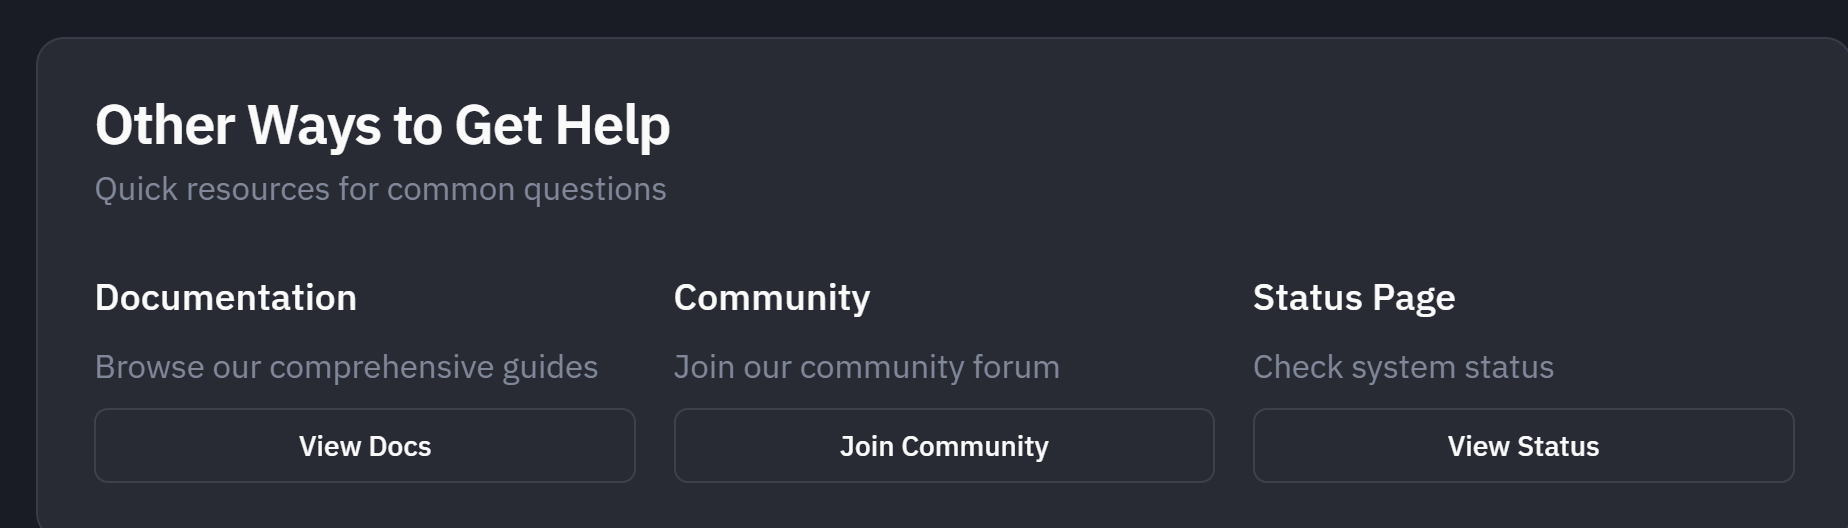 Other Ways to Get Help
Quick resources for common questions
Documentation
Browse our comprehensive guides
View Docs
Community
Join our community forum
Join Community
Status Page
Check system status
View Status